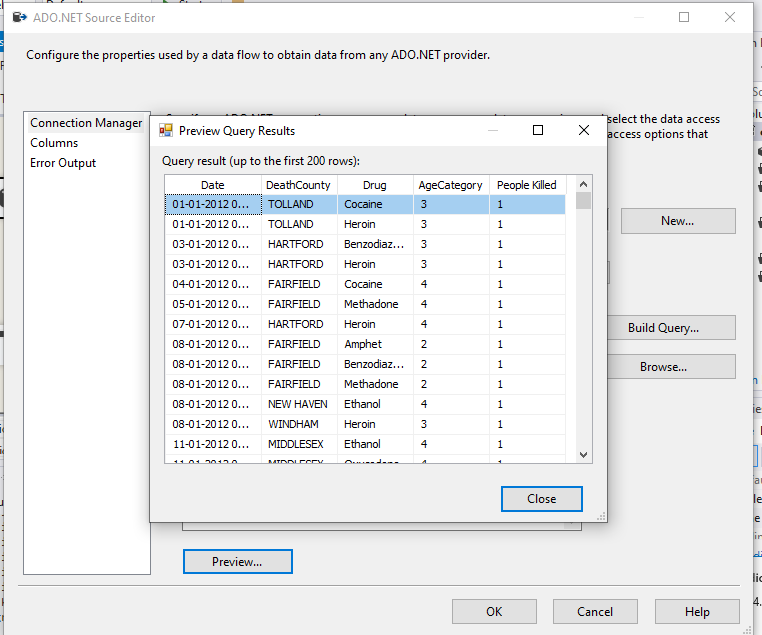 ADO.NET Source Editor
Configure the properties used by a data flow to obtain data from any ADO.NET provider.
Connection Manager
Columns
Error Output
select the data access
access options that
Preview Query Results
Query result (up to the first 200 rows):
Date DeathCounty Drug AgeCategory People Killed
01-01-2012 0... TOLLAND Cocaine 3 1
01-01-2012 0... TOLLAND Heroin 3 1
03-01-2012 0... HARTFORD Benzodiaz... 3 1
03-01-2012 0... HARTFORD Heroin 3 1
04-01-2012 0... FAIRFIELD Cocaine 4 1
05-01-2012 0... FAIRFIELD Methadone 4 1
07-01-2012 0... HARTFORD Heroin 4 1
08-01-2012 0... FAIRFIELD Amphet 2 1
08-01-2012 0... FAIRFIELD Benzodiaz... 2 1
08-01-2012 0... FAIRFIELD Methadone 2 1
08-01-2012 0... NEW HAVEN Ethanol 4 1
08-01-2012 0... WINDHAM Heroin 3 1
11-01-2012 0... MIDDLESEX Ethanol 4 1
Close
New...
Build Query...
Browse...
Preview...
OK Cancel Help